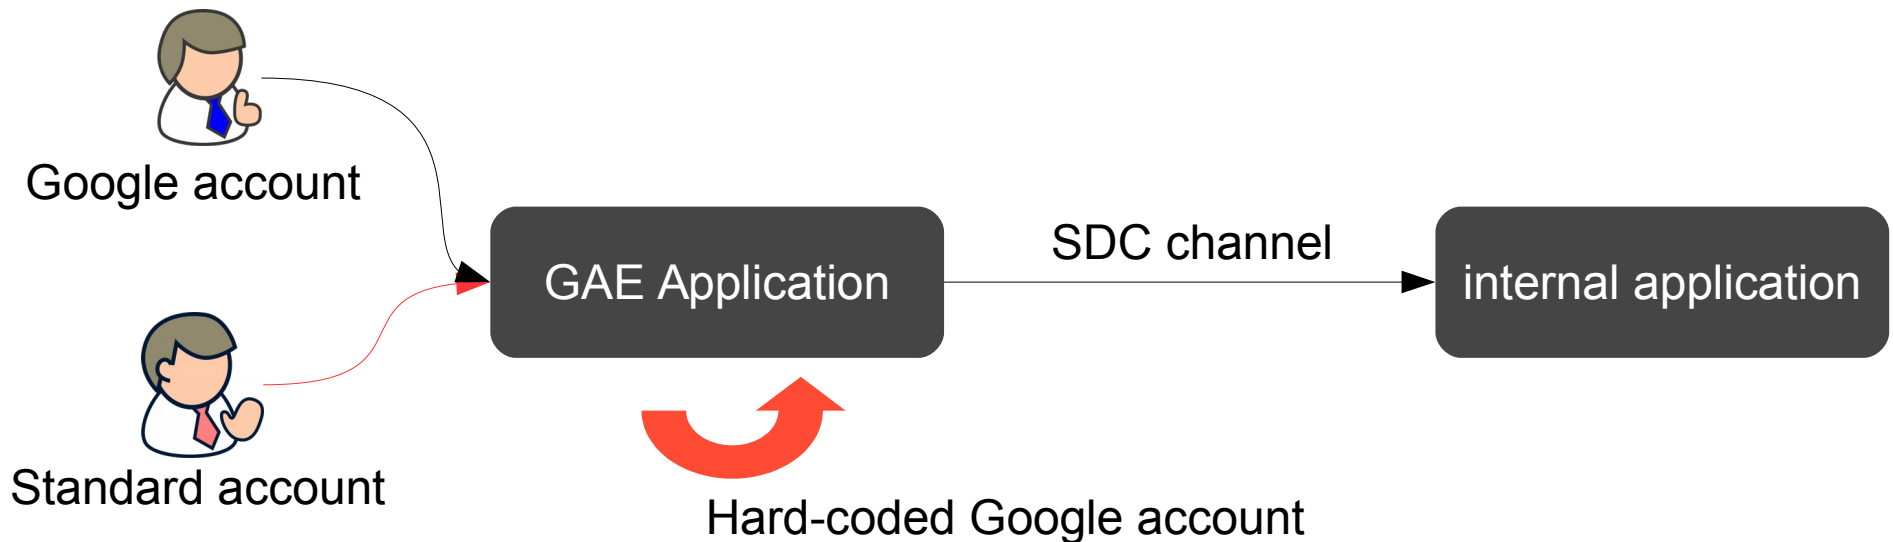 Google account
SDC channel
GAE Application
internal application
Standard account
Hard-coded Google account